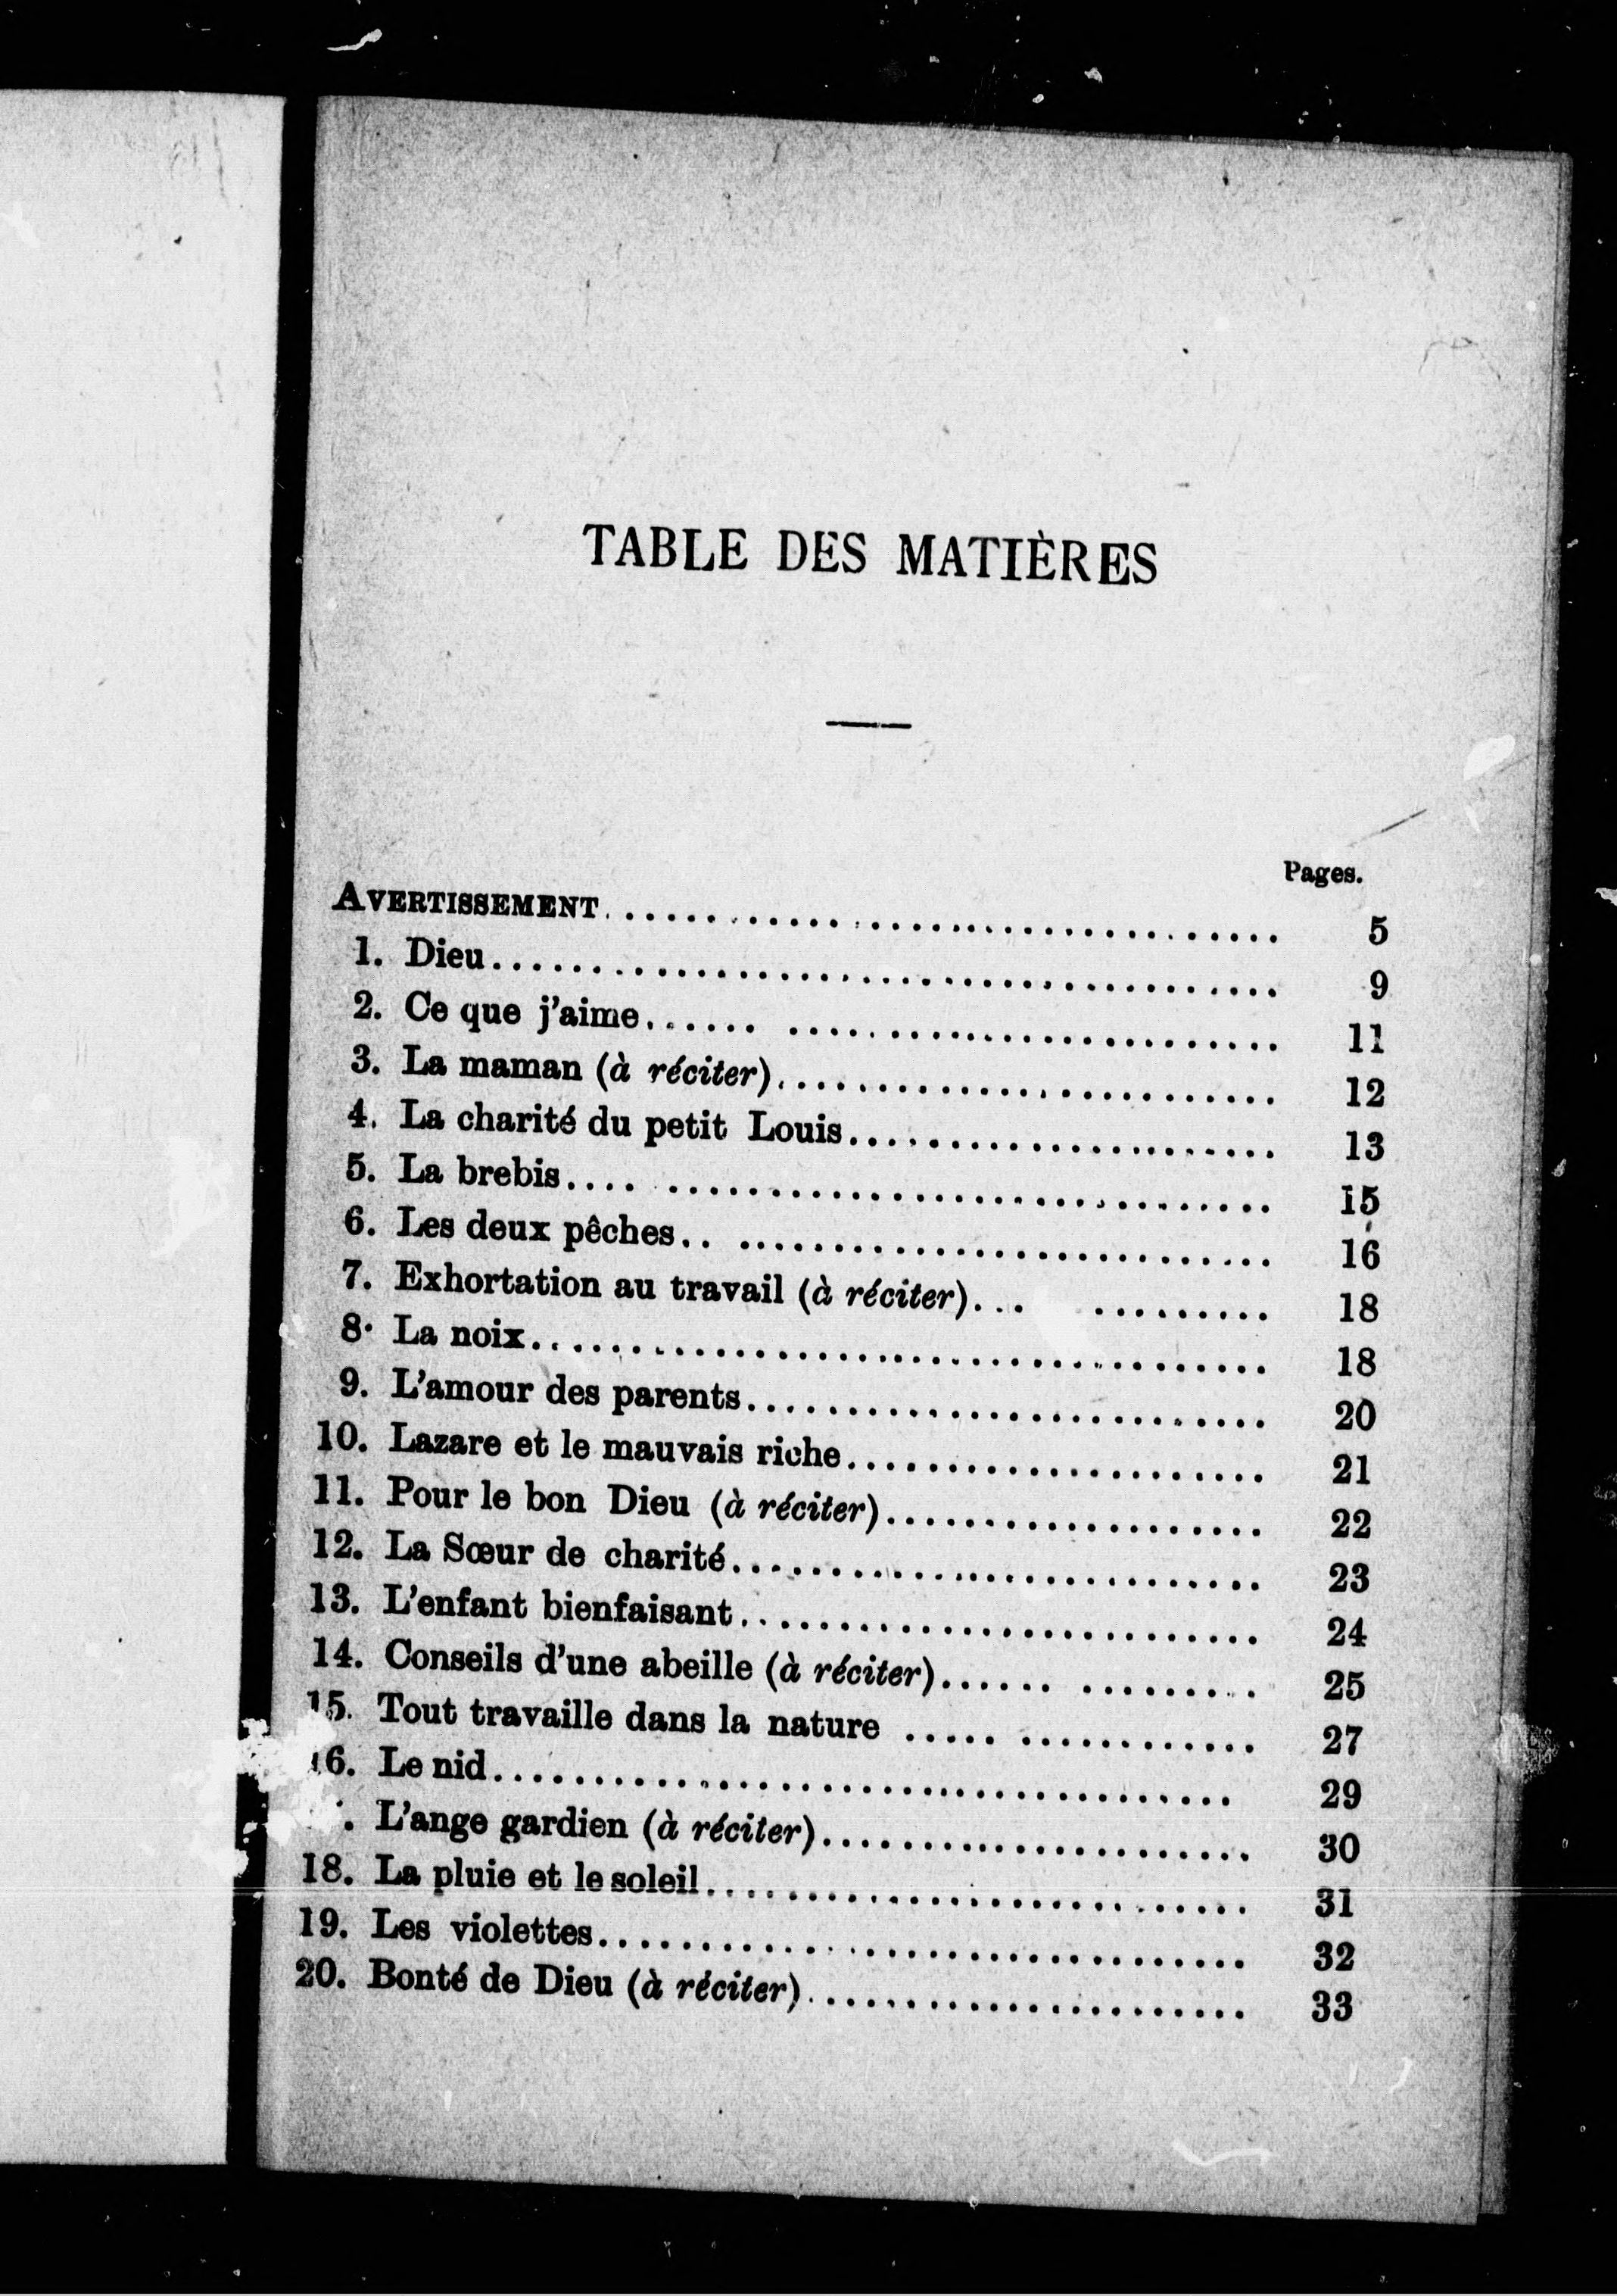 TABLE DES MATIÈRES
Pages.
AVERTISSEMENT........................................ 5
1. Dieu........................................ 9
2. Ce que j'aime...... ......................... 11
3. La maman (à réciter)......................... 12
4. La charité du petit Louis...................... 13
5. La brebis.... .............................. 15
6. Les deux pêches.. ........................... 16
7. Exhortation au travail (à réciter)... ......... 18
8. La noix..................................... 18
9. L'amour des parents.......................... 20
10. Lazare et le mauvais riche..................... 21
11. Pour le bon Dieu (à réciter)................... 22
12. La Sœur de charité........................... 23
13. L'enfant bienfaisant.......................... 24
14. Conseils d'une abeille (à réciter)...... ......... 25
15. Tout travaille dans la nature ..... ............ 27
16. Le nid..................................... 29
. L'ange gardien (à réciter)...................... 30
18. La pluie et le soleil........................... 31
19. Les violettes................................ 32
20. Bonté de Dieu (à réciter)...................... 33